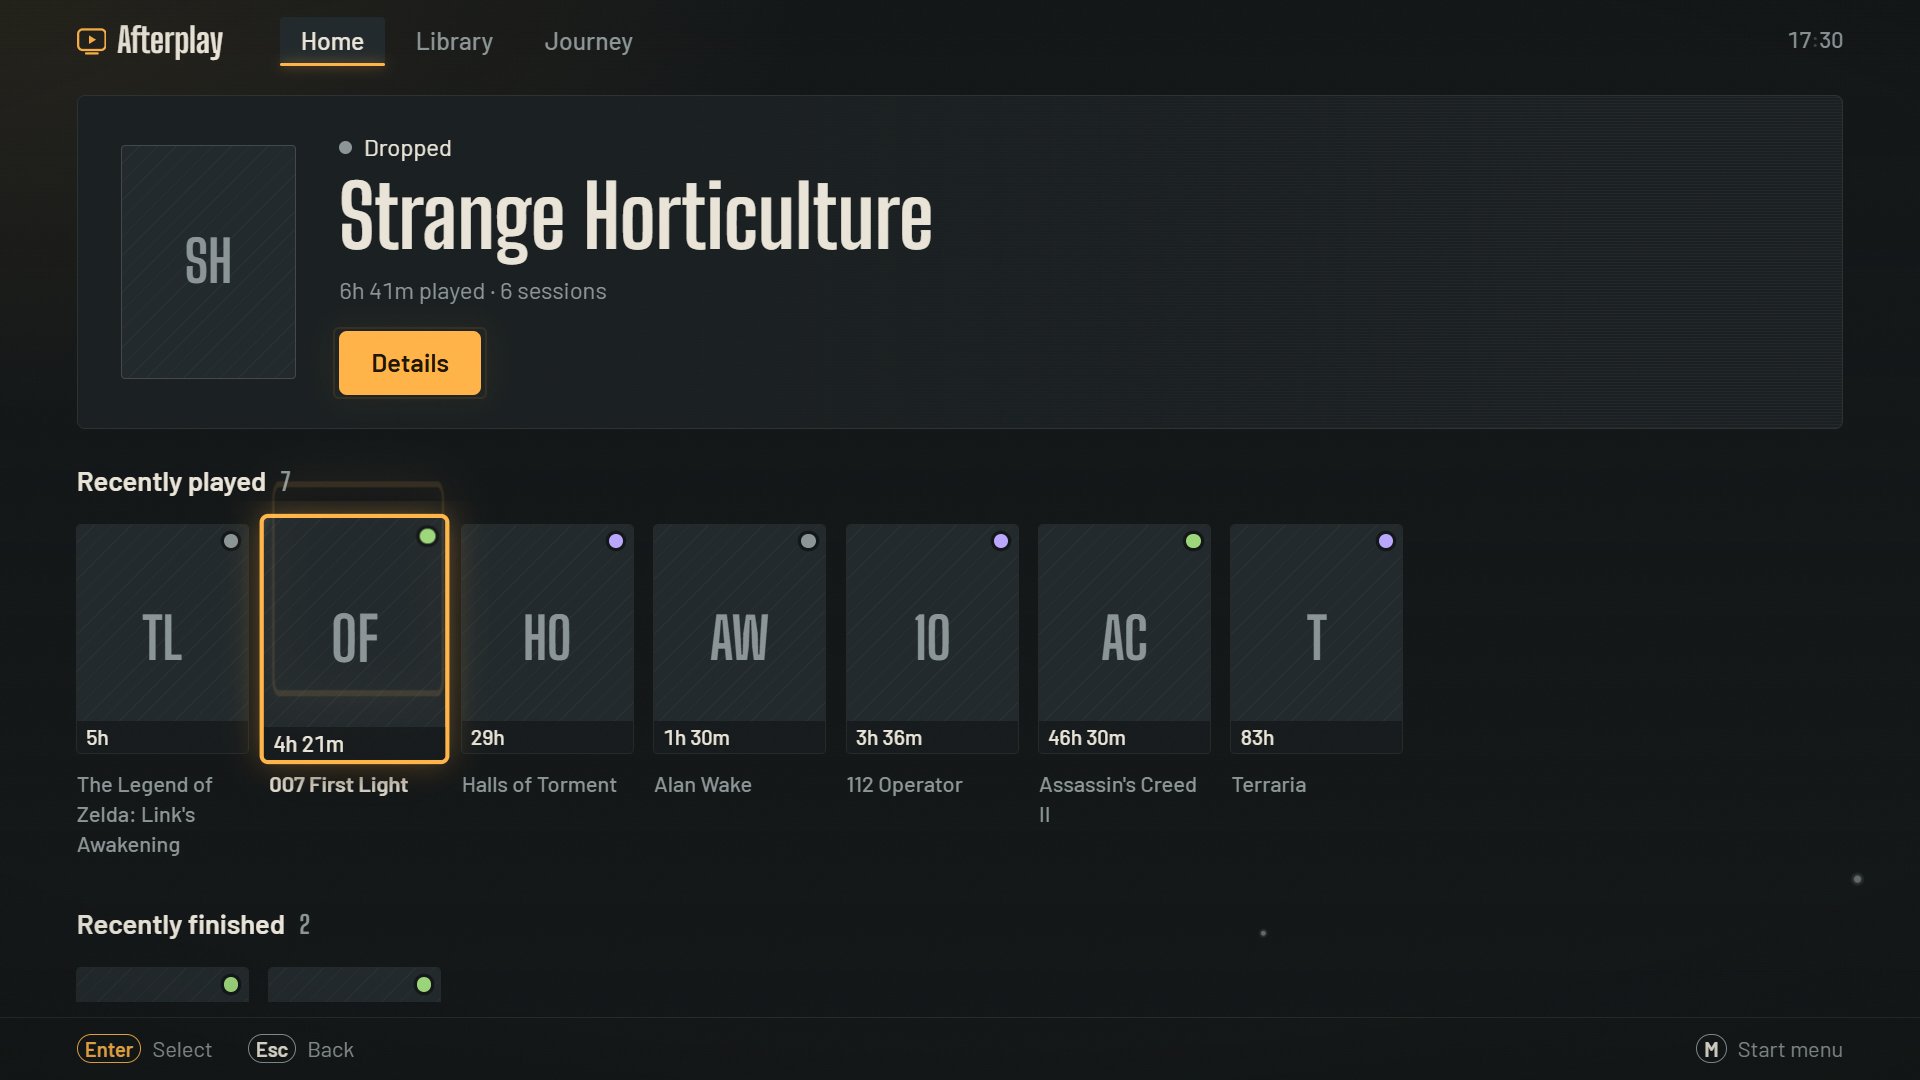 Afterplay
Home
Library
Journey
17:30
SH
Dropped
Strange Horticulture
6h 41m played · 6 sessions
Details
Recently played 7
TL
OF
HO
AW
10
AC
T
5h
4h 21m
29h
1h 30m
3h 36m
46h 30m
83h
The Legend of
Zelda: Link's
Awakening
007 First Light
Halls of Torment
Alan Wake
112 Operator
Assassin's Creed
II
Terraria
Recently finished 2
Enter Select
Esc Back
M Start menu